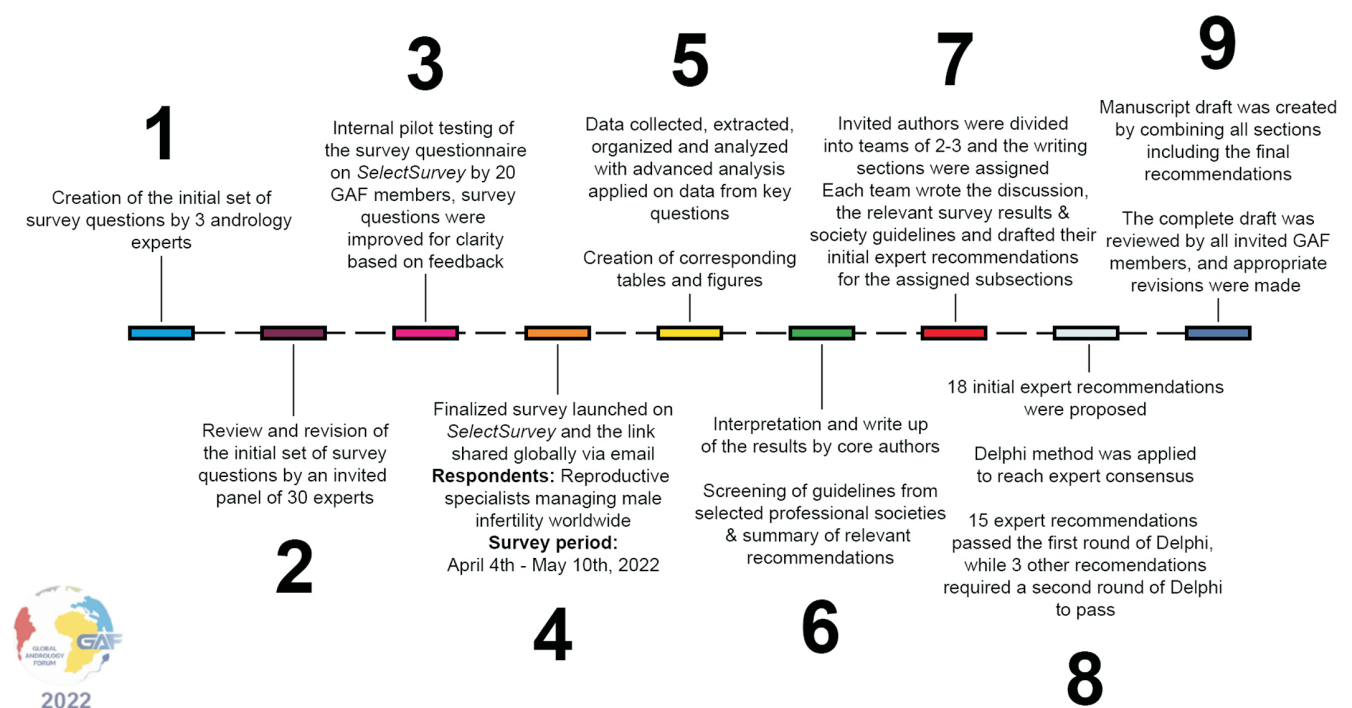 1
Creation of the initial set of
survey questions by 3 andrology
experts
2
Review and revision of
the initial set of survey
questions by an invited
panel of 30 experts
3
Internal pilot testing of
the survey questionnaire
on SelectSurvey by 20
GAF members, survey
questions were
improved for clarity
based on feedback
4
Finalized survey launched on
SelectSurvey and the link
shared globally via email
Respondents: Reproductive
specialists managing male
infertility worldwide
Survey period:
April 4th - May 10th, 2022
5
Data collected, extracted,
organized and analyzed
with advanced analysis
applied on data from key
questions
Creation of corresponding
tables and figures
6
Interpretation and write up
of the results by core authors
Screening of guidelines from
selected professional societies
& summary of relevant
recommendations
7
Invited authors were divided
into teams of 2-3 and the writing
sections were assigned
Each team wrote the discussion,
the relevant survey results &
society guidelines and drafted their
initial expert recommendations
for the assigned subsections
8
18 initial expert recommendations
were proposed
Delphi method was applied
to reach expert consensus
15 expert recommendations
passed the first round of Delphi,
while 3 other recomendations
required a second round of Delphi
to pass
9
Manuscript draft was created
by combining all sections
including the final
recommendations
The complete draft was
reviewed by all invited GAF
members, and appropriate
revisions were made
GAF
GLOBAL
ANDROLOGY
FORUM
2022